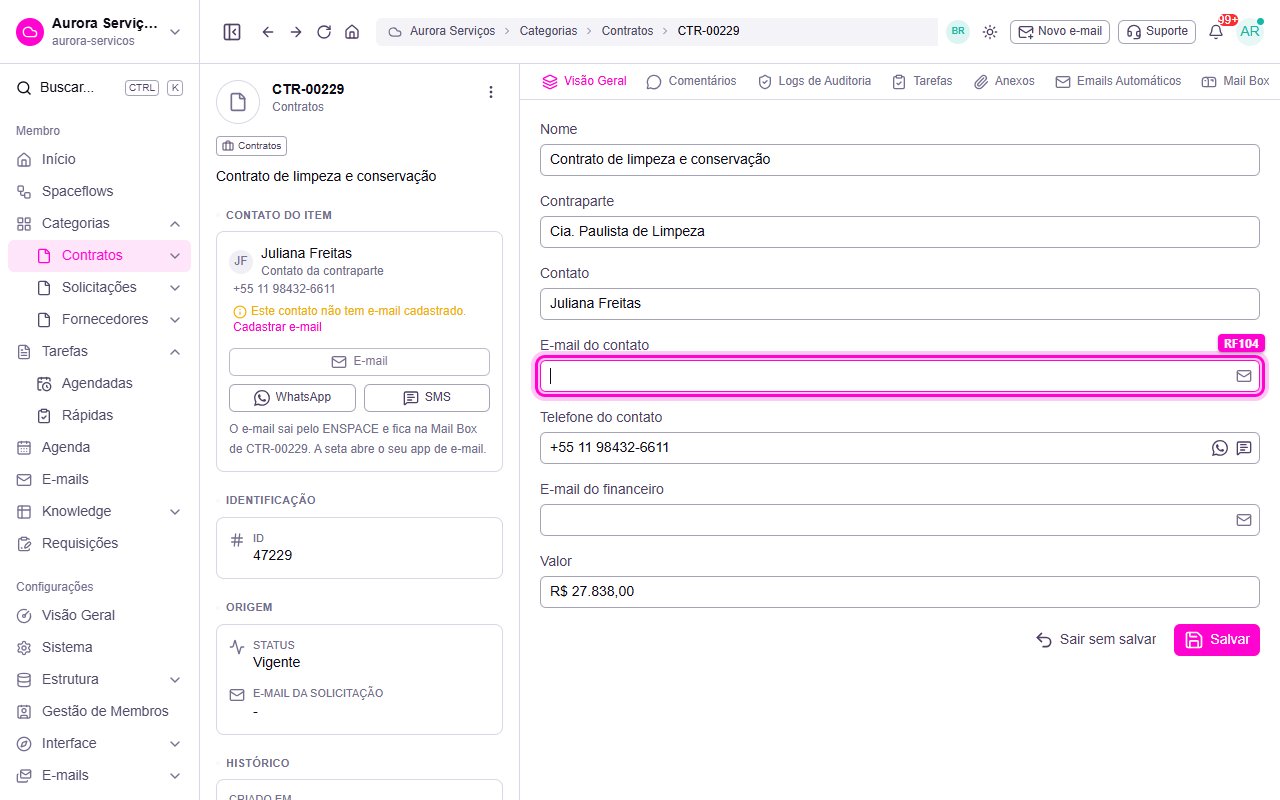 Aurora Serviç...
aurora-servicos
Aurora Serviços
Categorias
Contratos
CTR-00229
BR
Novo e-mail
Suporte
99+
AR
Buscar...
CTRL
K
Membro
Início
Spaceflows
Categorias
Contratos
Solicitações
Fornecedores
Tarefas
Agendadas
Rápidas
Agenda
E-mails
Knowledge
Requisições
Configurações
Visão Geral
Sistema
Estrutura
Gestão de Membros
Interface
E-mails
CTR-00229
Contratos
Contratos
Contrato de limpeza e conservação
CONTATO DO ITEM
JF
Juliana Freitas
Contato da contraparte
+55 11 98432-6611
Este contato não tem e-mail cadastrado.
Cadastrar e-mail
E-mail
WhatsApp
SMS
O e-mail sai pelo ENSPACE e fica na Mail Box
de CTR-00229. A seta abre o seu app de e-mail.
IDENTIFICAÇÃO
ID
47229
ORIGEM
STATUS
Vigente
E-MAIL DA SOLICITAÇÃO
-
HISTÓRICO
CRIADO EM
Visão Geral
Comentários
Logs de Auditoria
Tarefas
Anexos
Emails Automáticos
Mail Box
Nome
Contrato de limpeza e conservação
Contraparte
Cia. Paulista de Limpeza
Contato
Juliana Freitas
E-mail do contato
RF104
Telefone do contato
+55 11 98432-6611
E-mail do financeiro
Valor
R$ 27.838,00
Sair sem salvar
Salvar